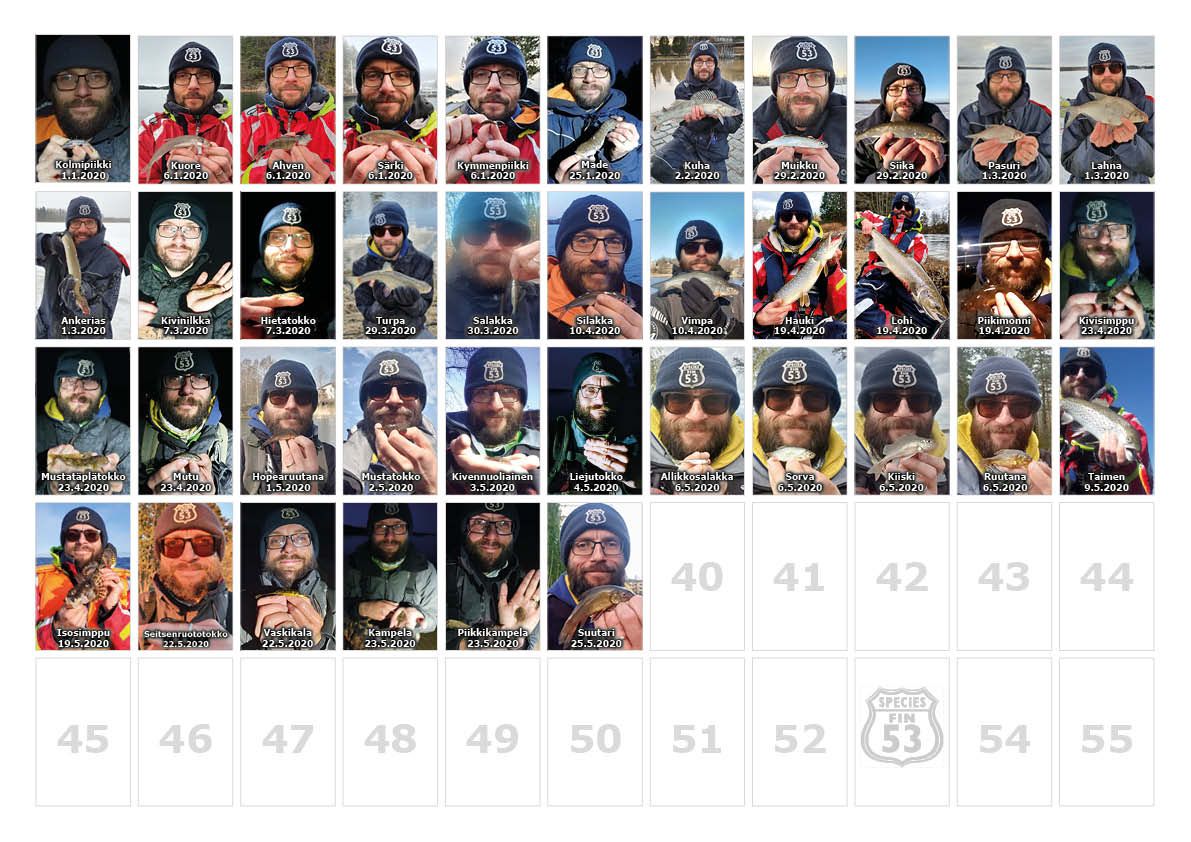 Kolmipiikki
1.1.2020
Kuore
6.1.2020
Ahven
6.1.2020
Särki
6.1.2020
Kymmenpiikki
6.1.2020
Made
25.1.2020
Kuha
2.2.2020
Muikku
29.2.2020
Siika
29.2.2020
Pasuri
1.3.2020
Lahna
1.3.2020
Ankerias
1.3.2020
Kivinilkka
7.3.2020
Hietatokko
7.3.2020
Turpa
29.3.2020
Salakka
30.3.2020
Silakka
10.4.2020
Vimpa
10.4.2020
Hauki
19.4.2020
Lohi
19.4.2020
Piikimonni
19.4.2020
Kivisimppu
23.4.2020
Mustatäplätokko
23.4.2020
Mutu
23.4.2020
Hopearuutana
1.5.2020
Mustatokko
2.5.2020
Kivennuoliainen
3.5.2020
Liejutokko
4.5.2020
Allikkosalakka
6.5.2020
Sorva
6.5.2020
Kiiski
6.5.2020
Ruutana
6.5.2020
Taimen
9.5.2020
Isosimppu
19.5.2020
Seitsenruototokko
22.5.2020
Vaskikala
22.5.2020
Kampela
23.5.2020
Piikkikampela
23.5.2020
Suutari
25.5.2020
40
41
42
43
44
45
46
47
48
49
50
51
52
SPECIES
FIN
53
54
55